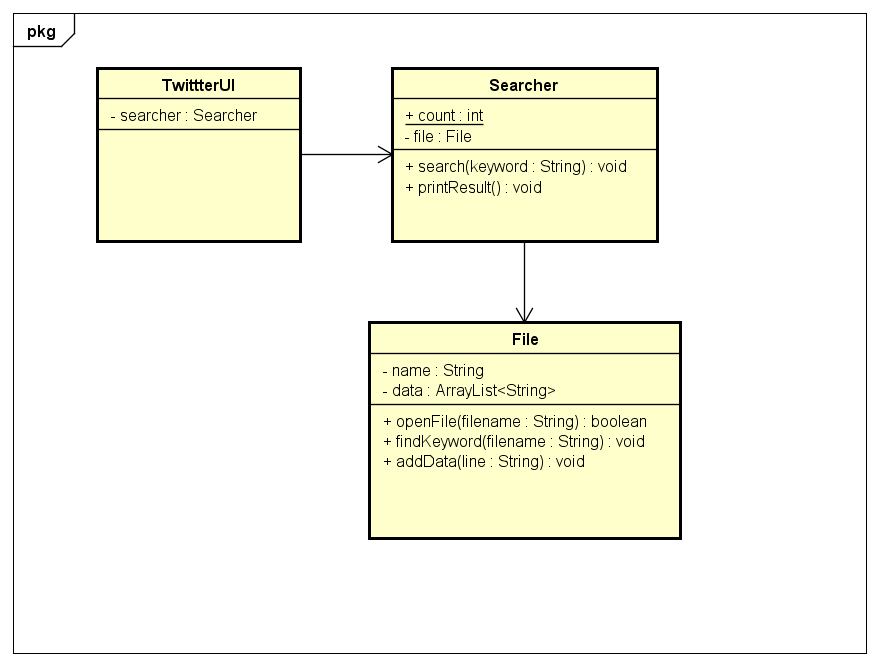 pkg
TwittterUI
- searcher : Searcher
Searcher
+ count : int
- file : File
+ search(keyword : String) : void
+ printResult() : void
File
- name : String
- data : ArrayList<String>
+ openFile(filename : String) : boolean
+ findKeyword(filename : String) : void
+ addData(line : String) : void